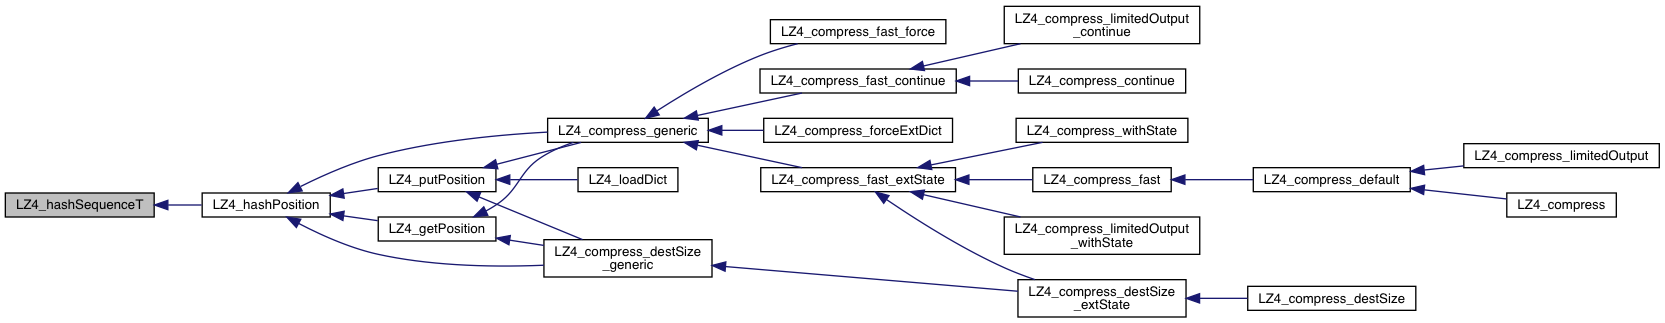 LZ4_compress_limitedOutput
_continue
LZ4_compress_fast_force
LZ4_compress_fast_continue
LZ4_compress_continue
LZ4_compress_generic
LZ4_compress_forceExtDict
LZ4_compress_withState
LZ4_compress_limitedOutput
LZ4_putPosition
LZ4_loadDict
LZ4_compress_fast_extState
LZ4_compress_fast
LZ4_compress_default
LZ4_hashSequenceT
LZ4_hashPosition
LZ4_compress
LZ4_getPosition
LZ4_compress_limitedOutput
_withState
LZ4_compress_destSize
_generic
LZ4_compress_destSize
_extState
LZ4_compress_destSize